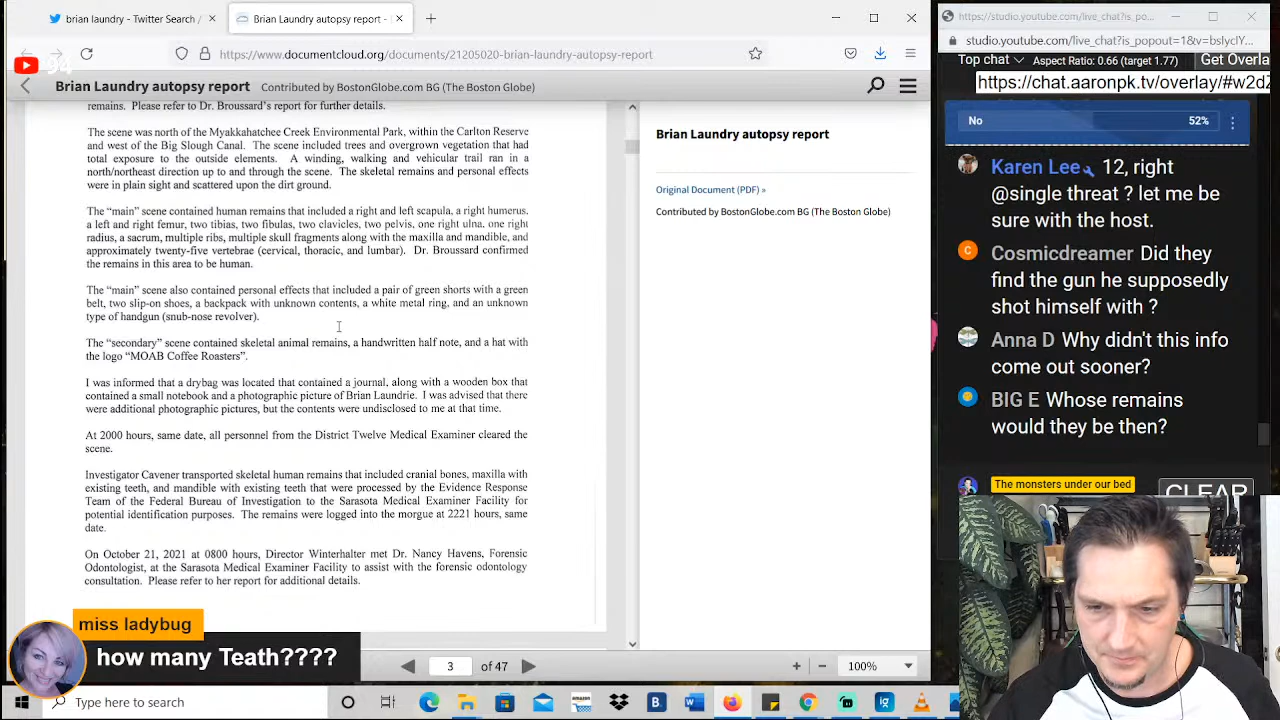 brian laundry - Twitter Search /
Brian Laundry autopsy report
94
https://www.documentcloud.org/
Brian Laundry autopsy report
Contributed by BostonGlobe.com BG (The Boston Globe)
remains. Please refer to Dr. Broussard's report for further details.
The scene was north of the Myakkahatchee Creek Environmental Park, within the Carlton Reserve
and west of the Big Slough Canal. The scene included trees and overgrown vegetation that had
total exposure to the outside elements. A winding, walking and vehicular trail ran in a
north/northeast direction up to and through the scene. The skeletal remains and personal effects
were in plain sight and scattered upon the dirt ground.
The "main" scene contained human remains that included a right and left scapula, a right humerus,
a left and right femur, two tibias, two fibulas, two clavicles, two pelvis, one right ulna, one right
radius, a sacrum, multiple ribs, multiple skull fragments along with the maxilla and mandible, and
approximately twenty-five vertebrae (cervical, thoracic, and lumbar). Dr. Broussard confirmed
the remains in this area to be human.
The "main" scene also contained personal effects that included a pair of green shorts with a green
belt, two slip-on shoes, a backpack with unknown contents, a white metal ring, and an unknown
type of handgun (snub-nose revolver).
The "secondary" scene contained skeletal animal remains, a handwritten half note, and a hat with
the logo "MOAB Coffee Roasters".
I was informed that a drybag was located that contained a journal, along with a wooden box that
contained a small notebook and a photographic picture of Brian Laundrie. I was advised that there
were additional photographic pictures, but the contents were undisclosed to me at that time.
At 2000 hours, same date, all personnel from the District Twelve Medical Examiner cleared the
scene.
Investigator Cavener transported skeletal human remains that included cranial bones, maxilla with
existing teeth, and mandible with existing teeth that were processed by the Evidence Response
Team of the Federal Bureau of Investigation to the Sarasota Medical Examiner Facility for
potential identification purposes. The remains were logged into the morgue at 2221 hours, same
date.
On October 21, 2021 at 0800 hours, Director Winterhalter met Dr. Nancy Havens, Forensic
Odontologist, at the Sarasota Medical Examiner Facility to assist with the forensic odontology
consultation. Please refer to her report for additional details.
Brian Laundry autopsy report
Original Document (PDF) »
Contributed by BostonGlobe.com BG (The Boston Globe)
3 of 47
100%
miss ladybug
how many Teath????
Type here to search
https://studio.youtube.com/live_chat?is_po...
studio.youtube.com/live_chat?is_popout=1&v=bslyclY...
Top chat
Aspect Ratio: 0.66 (target 1.77)
Get Overla
https://chat.aaronpk.tv/overlay/#w2dZ
No 52%
Karen Lee 12, right
@single threat ? let me be
sure with the host.
Cosmicdreamer Did they
find the gun he supposedly
shot himself with ?
Anna D Why didn't this info
come out sooner?
BIG E Whose remains
would they be then?
The monsters under our bed
CLEAR